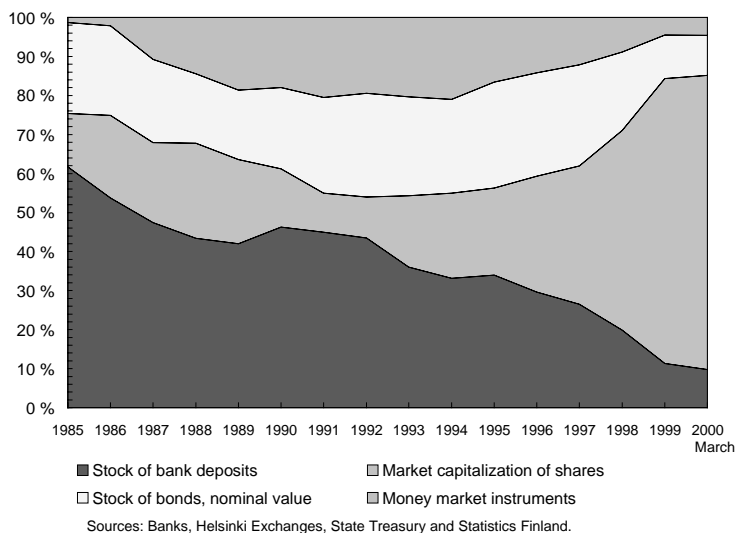 100 %
90 %
80 %
70 %
60 %
50 %
40 %
30 %
20 %
10 %
0 %
1985 1986 1987 1988 1989 1990 1991 1992 1993 1994 1995 1996 1997 1998 1999 2000
March
Stock of bank deposits Market capitalization of shares
Stock of bonds, nominal value Money market instruments
Sources: Banks, Helsinki Exchanges, State Treasury and Statistics Finland.